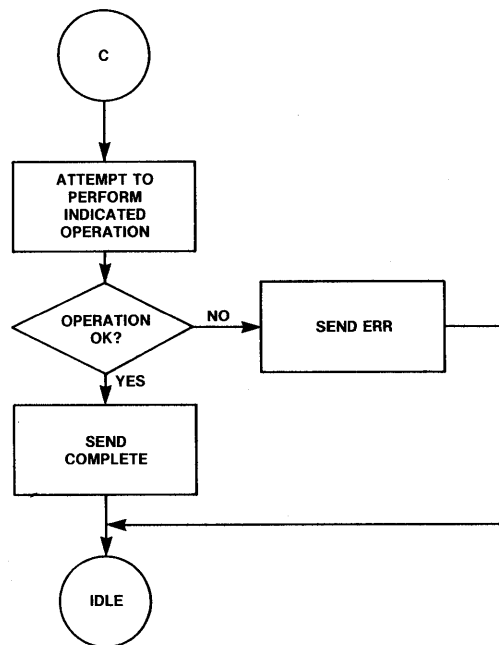 C
ATTEMPT TO
PERFORM
INDICATED
OPERATION
OPERATION
OK?
NO
SEND ERR
YES
SEND
COMPLETE
IDLE